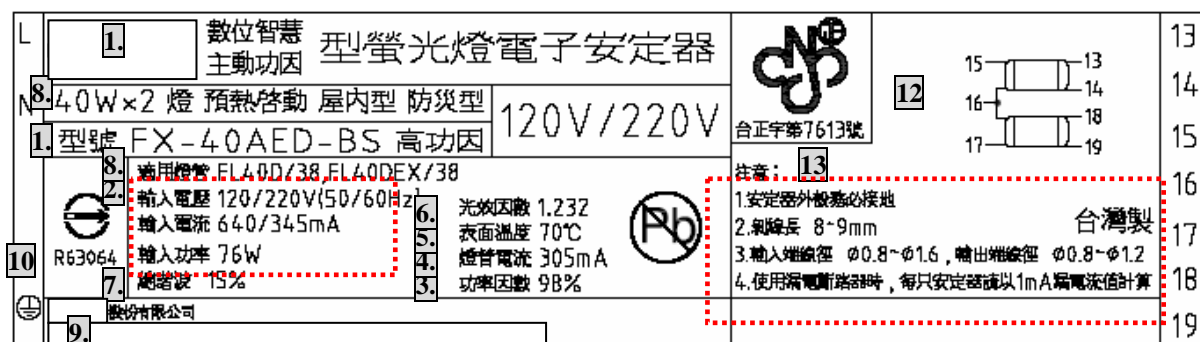 L
1.
數位智慧
主動功因
型螢光燈電子安定器
N
8.
40W×2 燈 預熱啓動 屋內型 防災型
120V/220V
1.
型號 FX-40AED-BS 高功因
8.
適用燈管 FL40D/38,FL40DEX/38
2.
輸入電壓 120/220V(50/60Hz)
輸入電流 640/345mA
輸入功率 76W
7.
總諧波 15%
10
R63064
6.
光效因數 1.232
5.
表面溫度 70℃
4.
燈管電流 305mA
3.
功率因數 98%
Pb
9.
股份有限公司
台正字第7613號
12
15
13
14
16
18
17
19
13
注意：
1.安定器外殼務必接地
2.剝線長 8~9mm
台灣製
3.輸入端線徑 Φ0.8~Φ1.6，輸出端線徑 Φ0.8~Φ1.2
4.使用漏電斷路器時，每只安定器請以1mA漏電流值計算
13
14
15
16
17
18
19